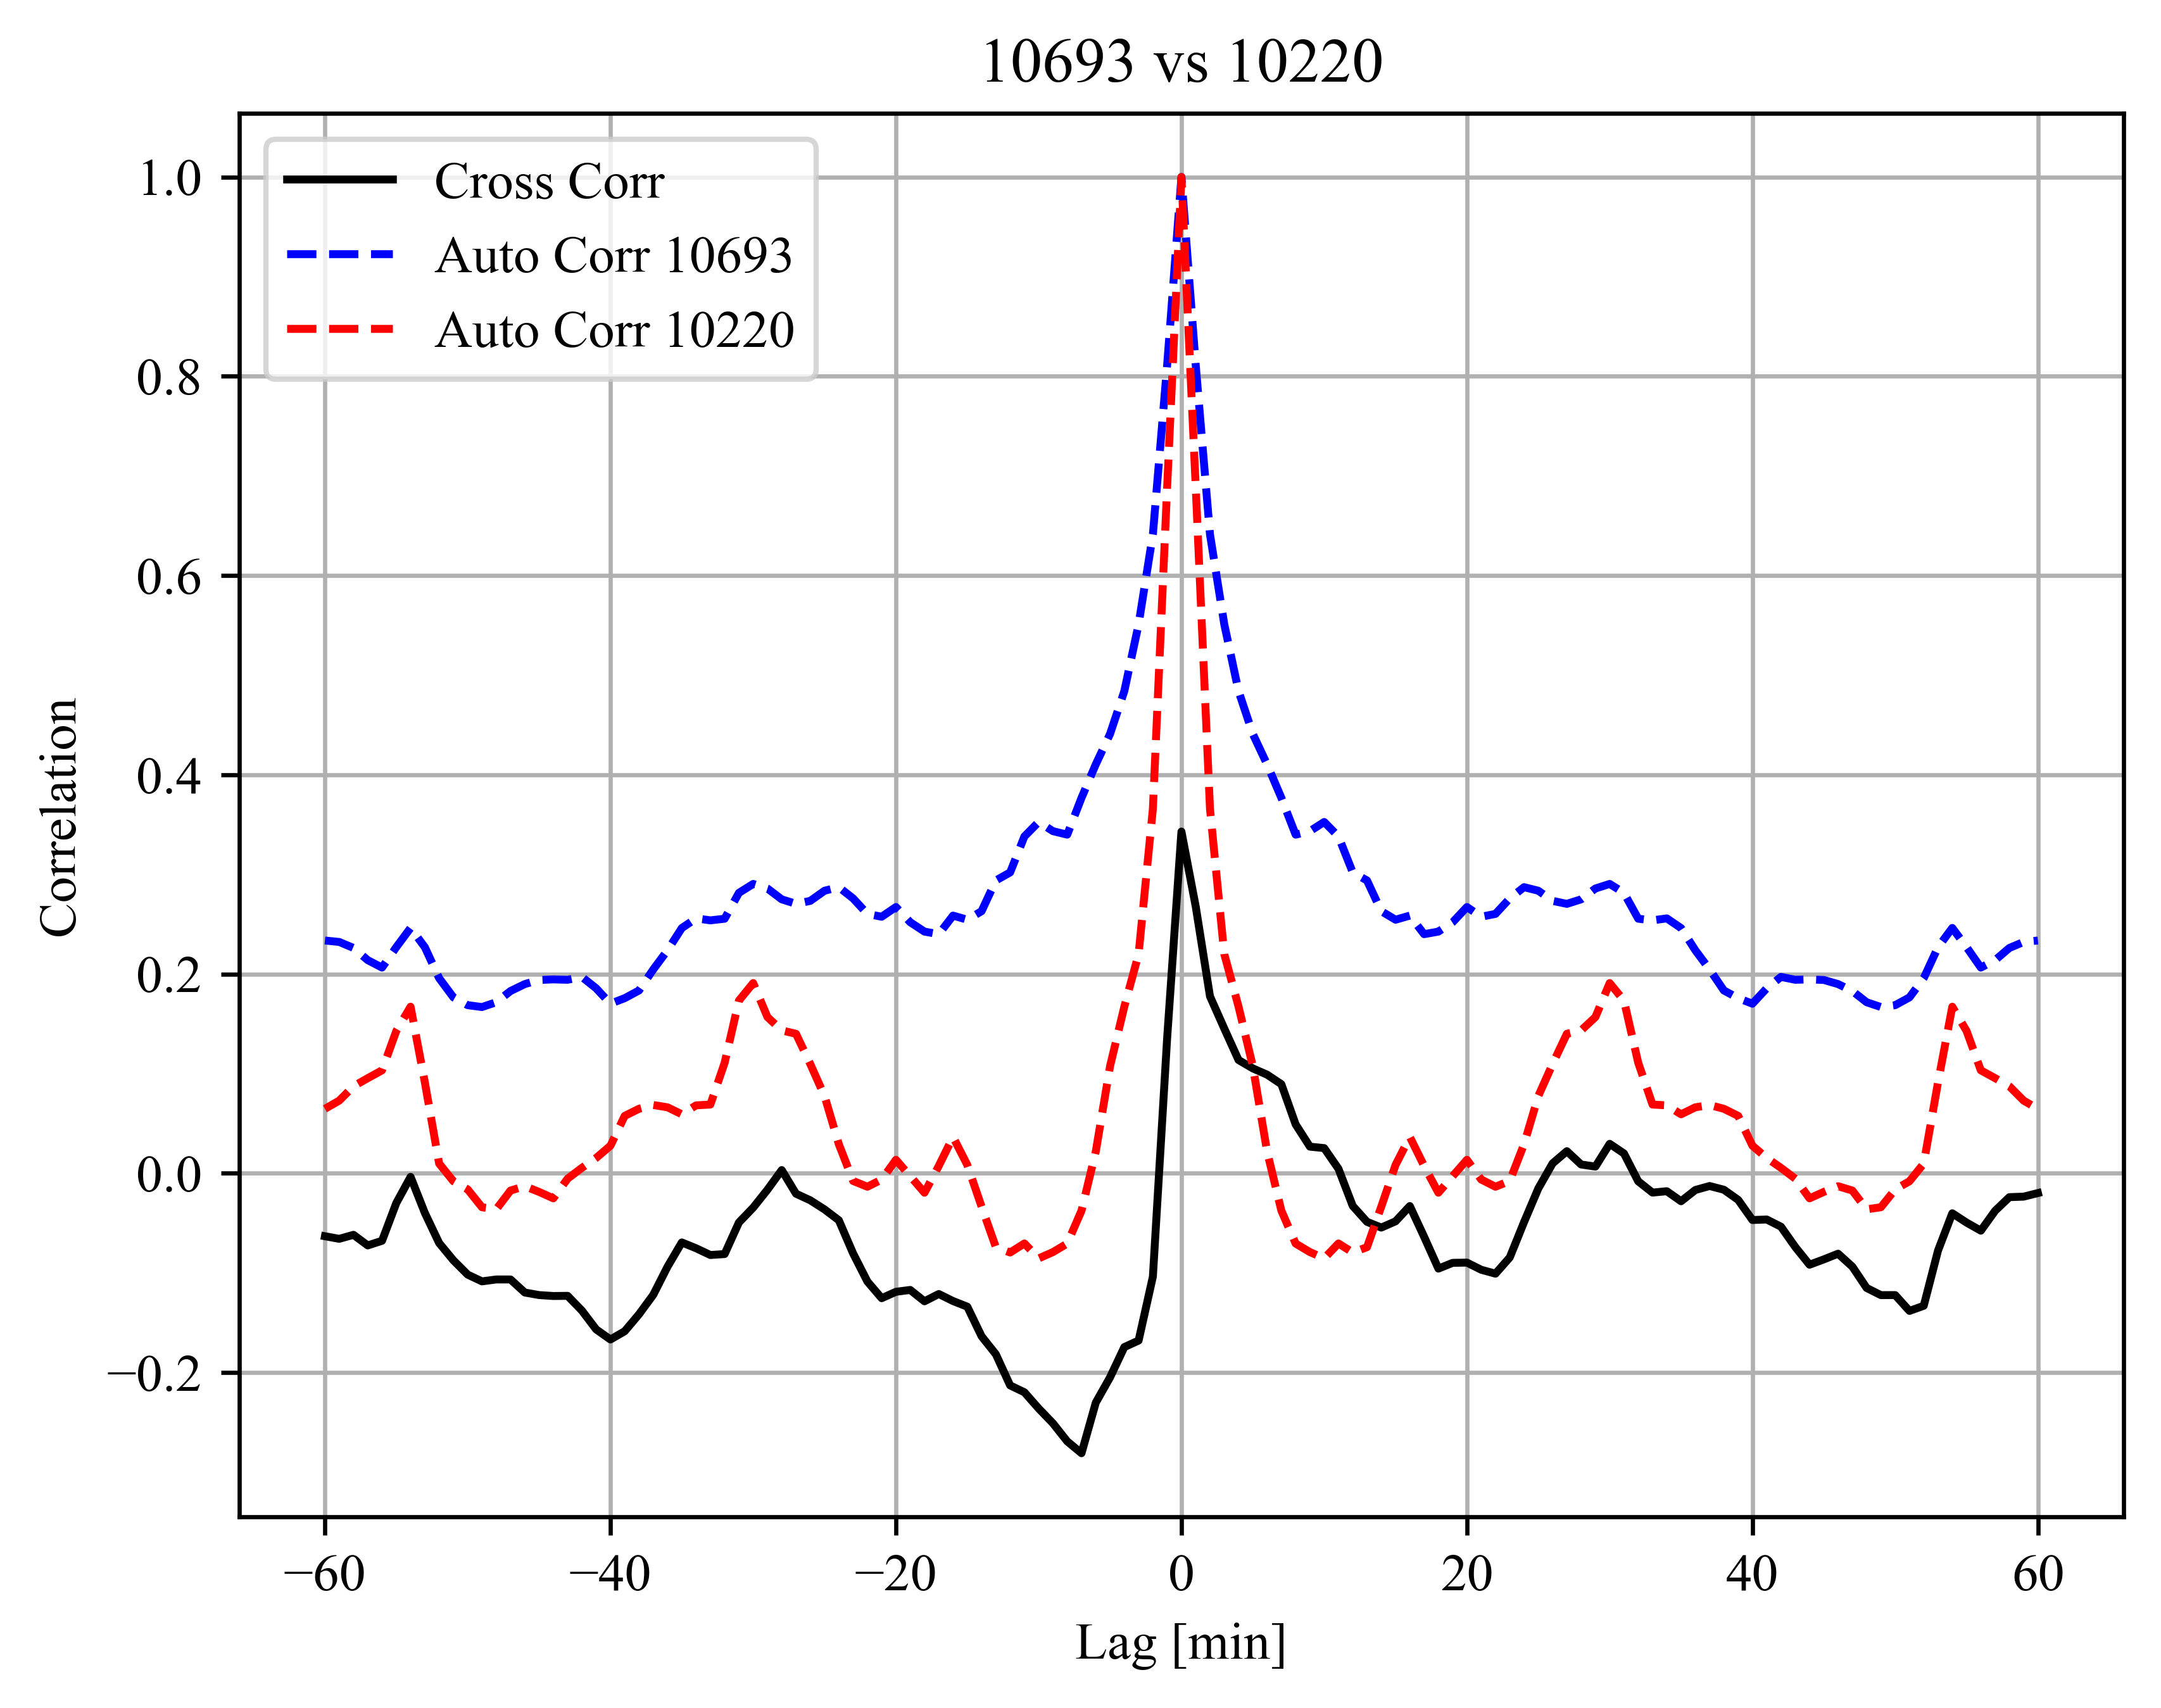 10693 vs 10220
Cross Corr
Auto Corr 10693
Auto Corr 10220
1.0
0.8
0.6
0.4
0.2
0.0
−0.2
Correlation
−60 −40 −20 0 20 40 60
Lag [min]